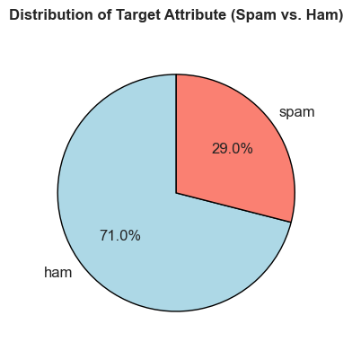 Distribution of Target Attribute (Spam vs. Ham)
spam
29.0%
71.0%
ham